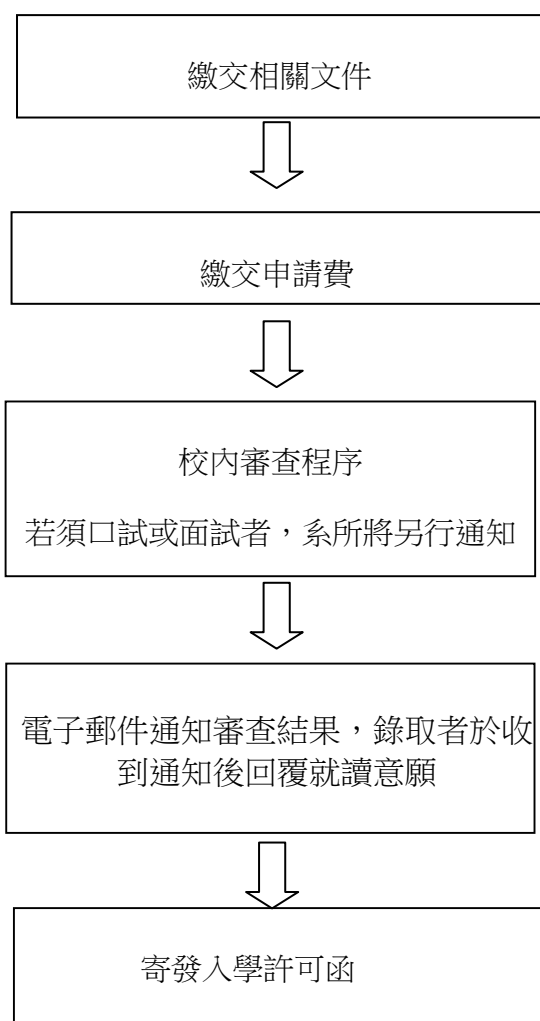 繳交相關文件
繳交申請費
校內審查程序
若須口試或面試者，系所將另行通知
電子郵件通知審查結果，錄取者於收
到通知後回覆就讀意願
寄發入學許可函